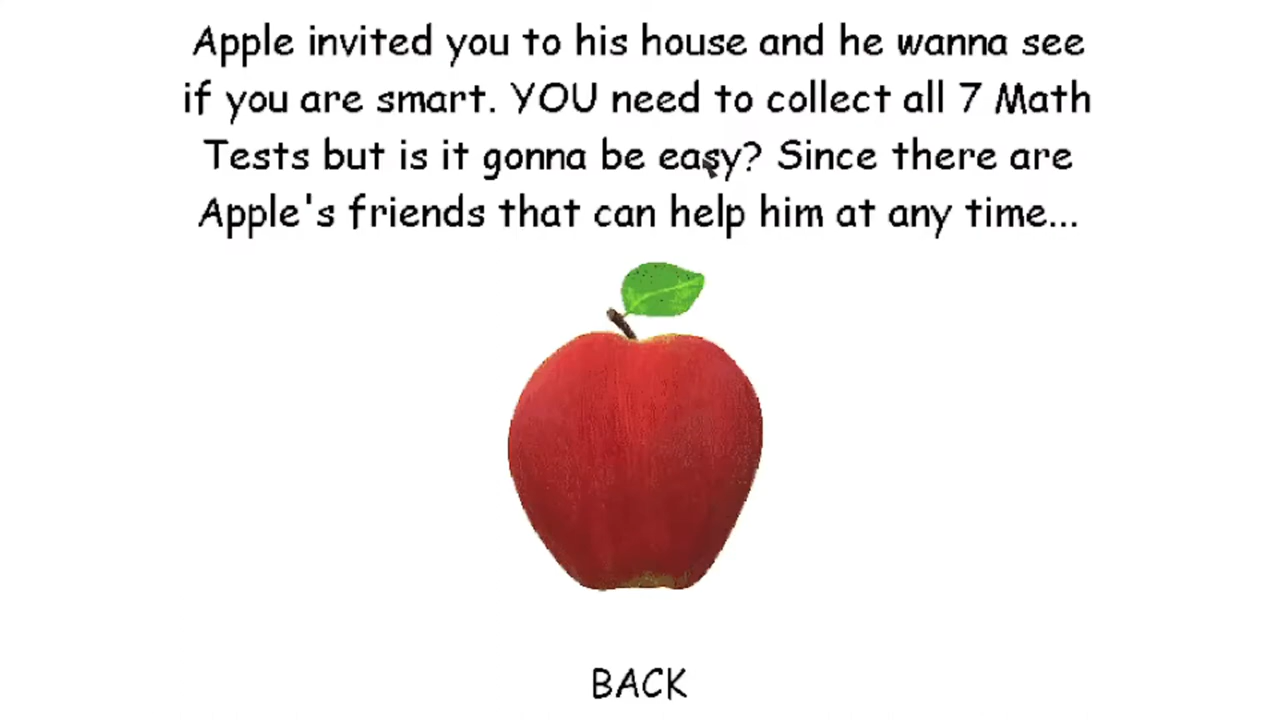 Apple invited you to his house and he wanna see
if you are smart. YOU need to collect all 7 Math
Tests but is it gonna be easy? Since there are
Apple's friends that can help him at any time...
BACK